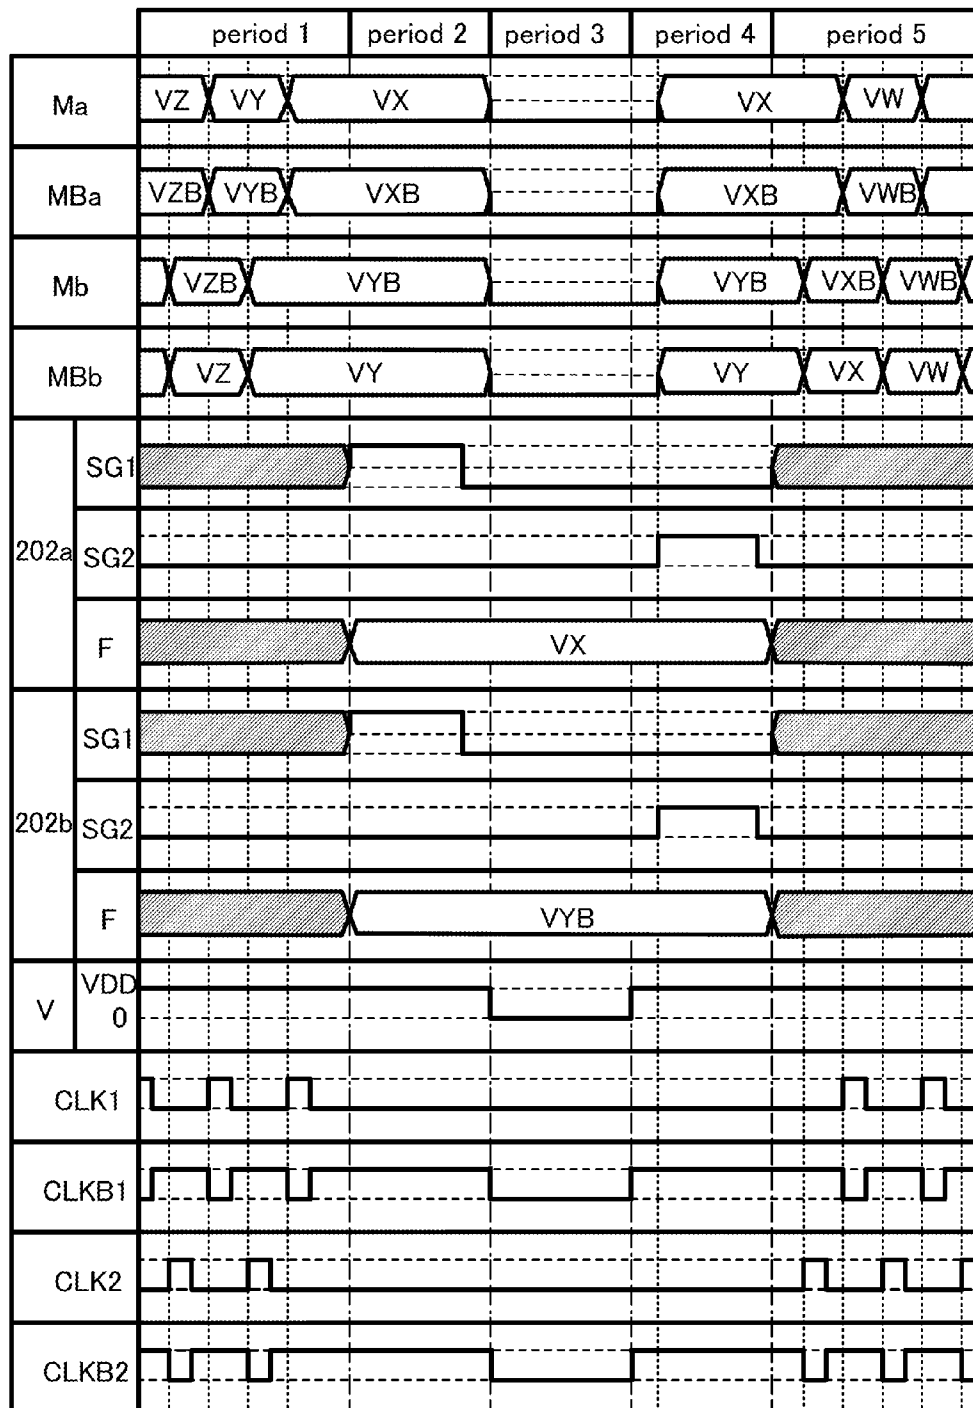 period 1 period 2 period 3 period 4 period 5
Ma VZ VY VX VX VW
MBa VZB VYB VXB VXB VWB
Mb VZB VYB VYB VXB VWB
MBb VZ VY VY VX VW
202a
SG1
SG2
F VX
202b
SG1
SG2
F VYB
V VDD
0
CLK1
CLKB1
CLK2
CLKB2